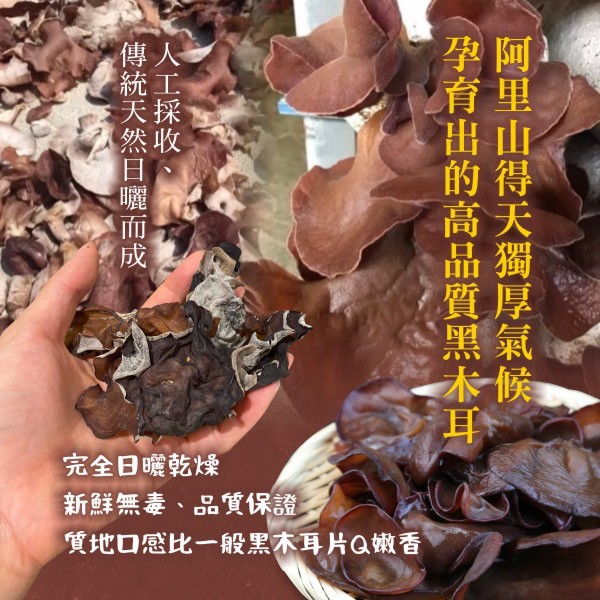 阿里山得天獨厚氣候
孕育出的高品質黑木耳
人工採收、
傳統天然日曬而成
完全日曬乾燥
新鮮無毒、品質保證
質地口感比一般黑木耳片Q嫩香